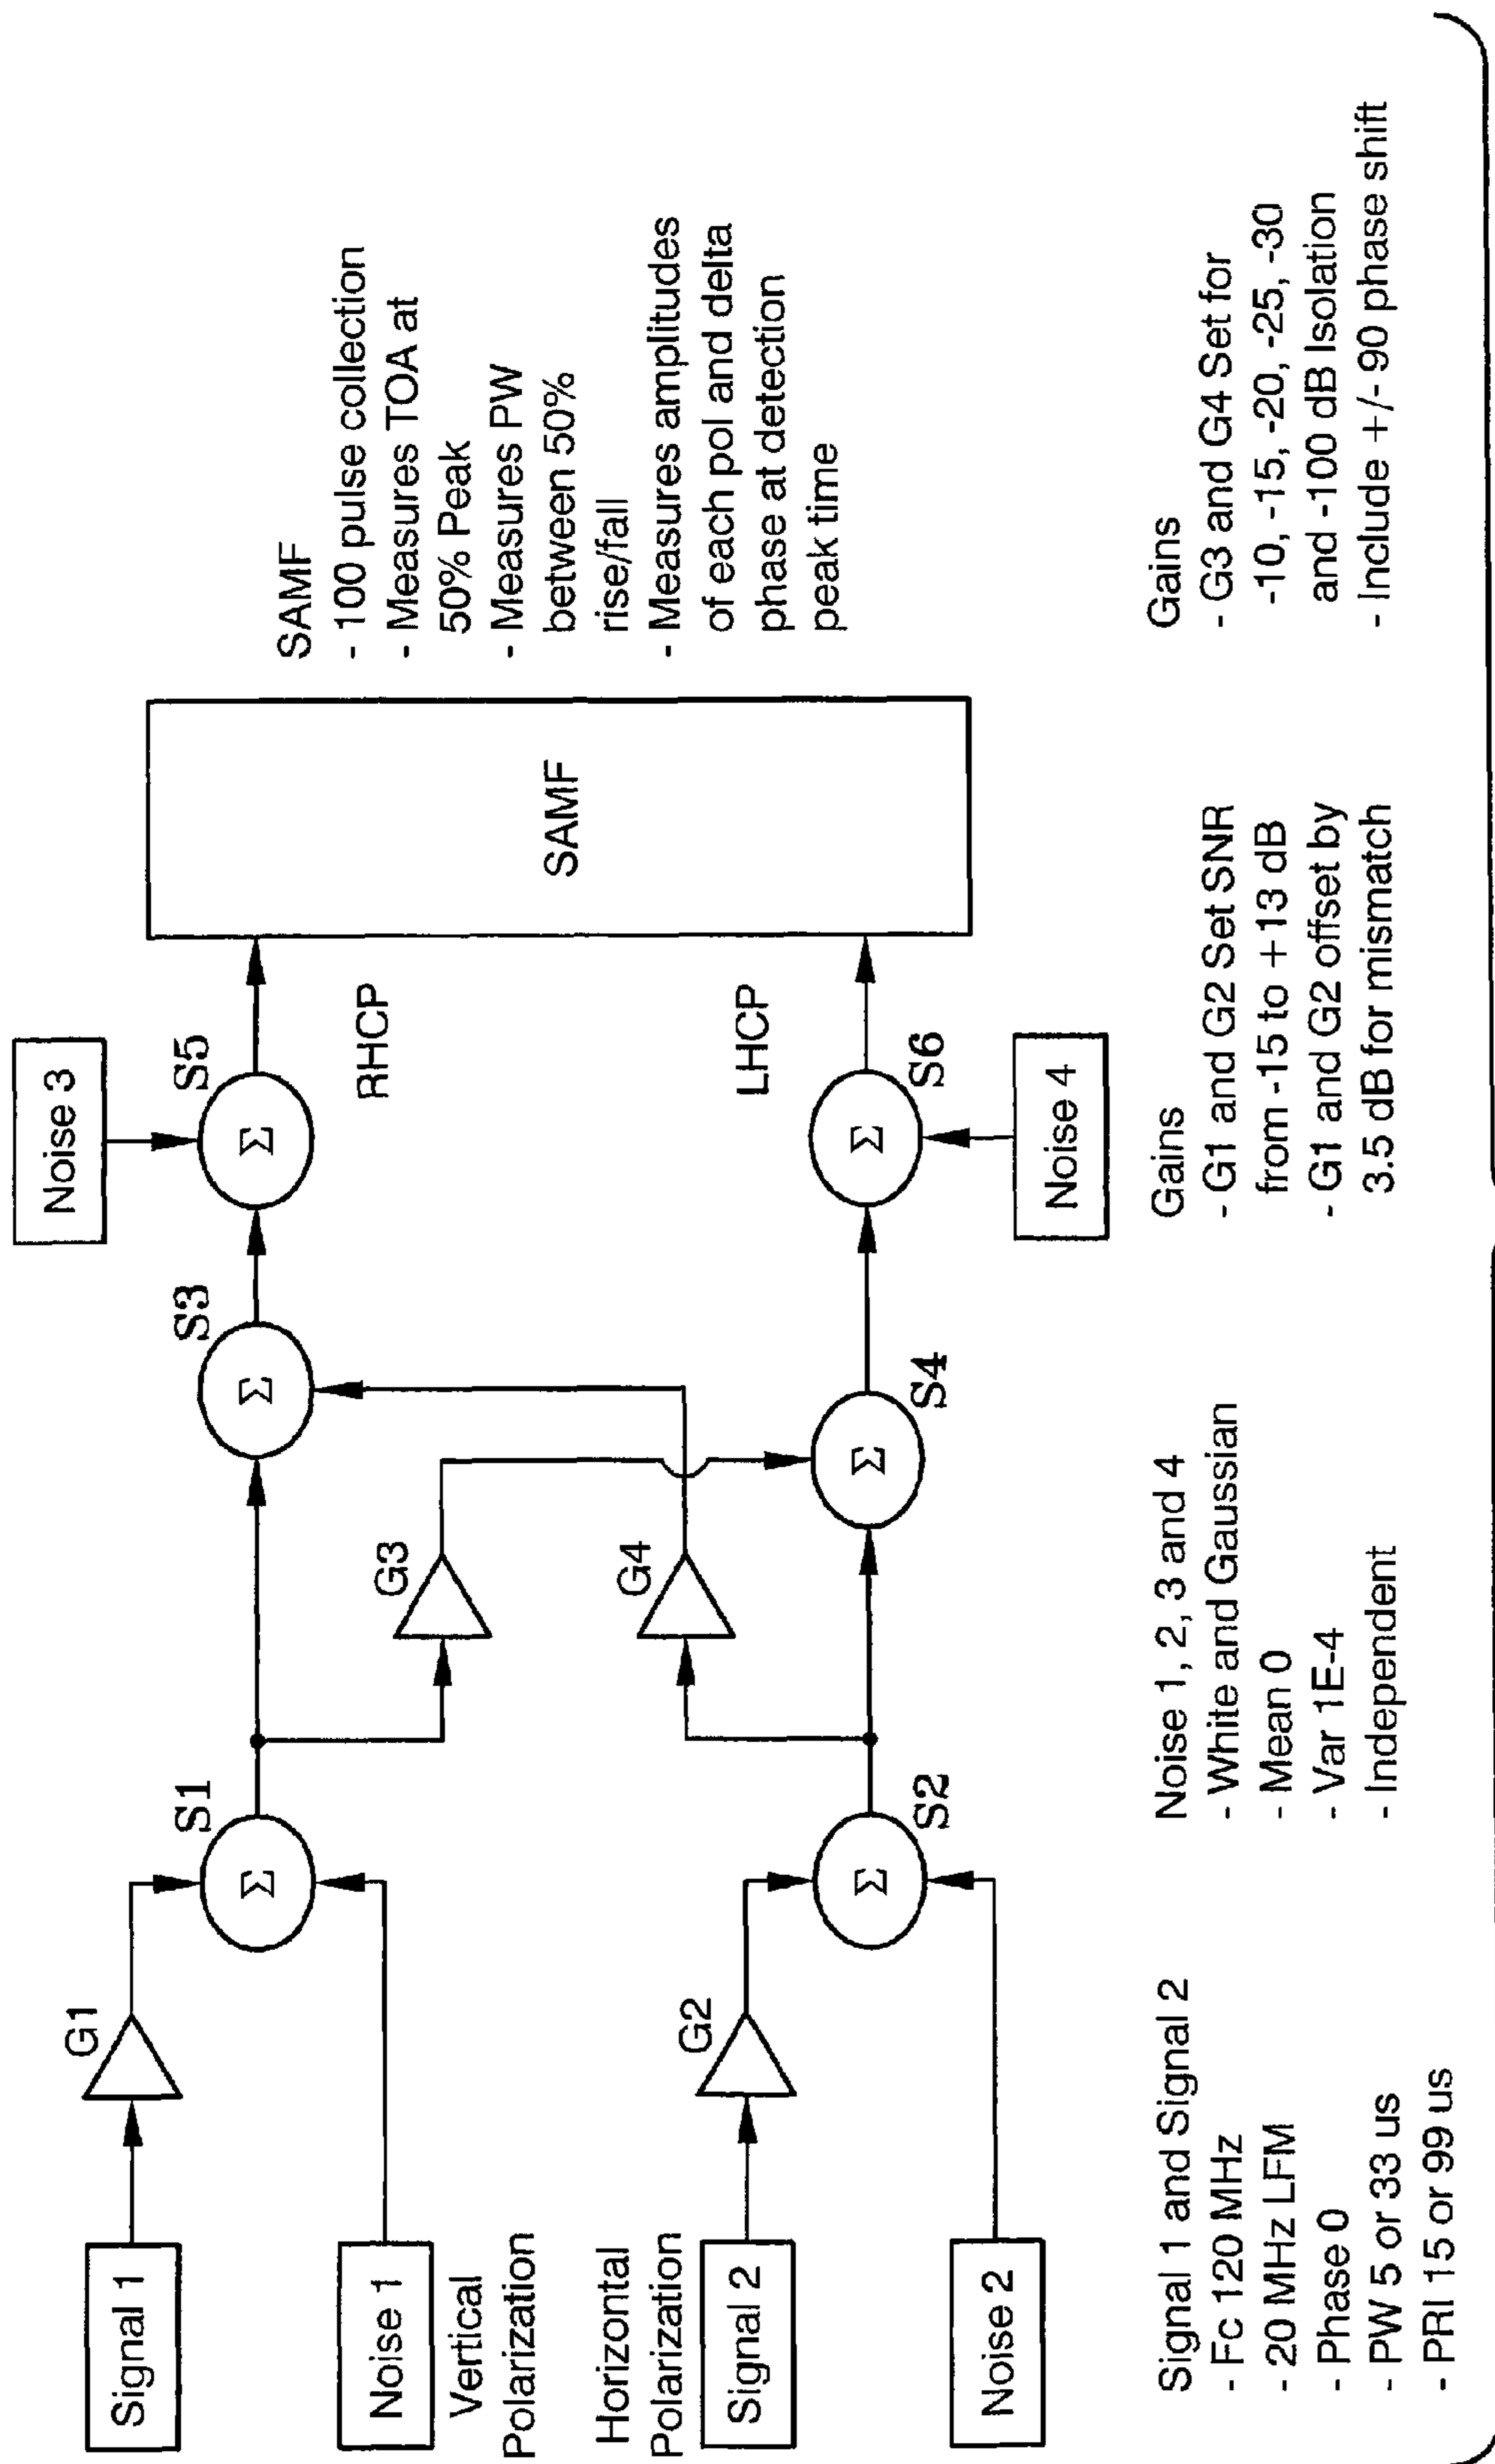 Signal 1
G1
S1
Noise 1
Vertical
Polarization
Σ
G3
G4
S3
Σ
Noise 3
S5
Σ
RHCP
Horizontal
Polarization
Signal 2
G2
S2
Σ
Noise 2
S4
Σ
LHCP
S6
Σ
Noise 4
SAMF
SAMF
- 100 pulse collection
- Measures TOA at
50% Peak
- Measures PW
between 50%
rise/fall
- Measures amplitudes
of each pol and delta
phase at detection
peak time
Signal 1 and Signal 2
- Fc 120 MHz
- 20 MHz LFM
- Phase 0
- PW 5 or 33 us
- PRI 15 or 99 us
Noise 1, 2, 3 and 4
- White and Gaussian
- Mean 0
- Var 1E-4
- Independent
Gains
- G1 and G2 Set SNR
from -15 to +13 dB
- G1 and G2 offset by
3.5 dB for mismatch
Gains
- G3 and G4 Set for
-10, -15, -20, -25, -30
and -100 dB Isolation
- Include +/- 90 phase shift